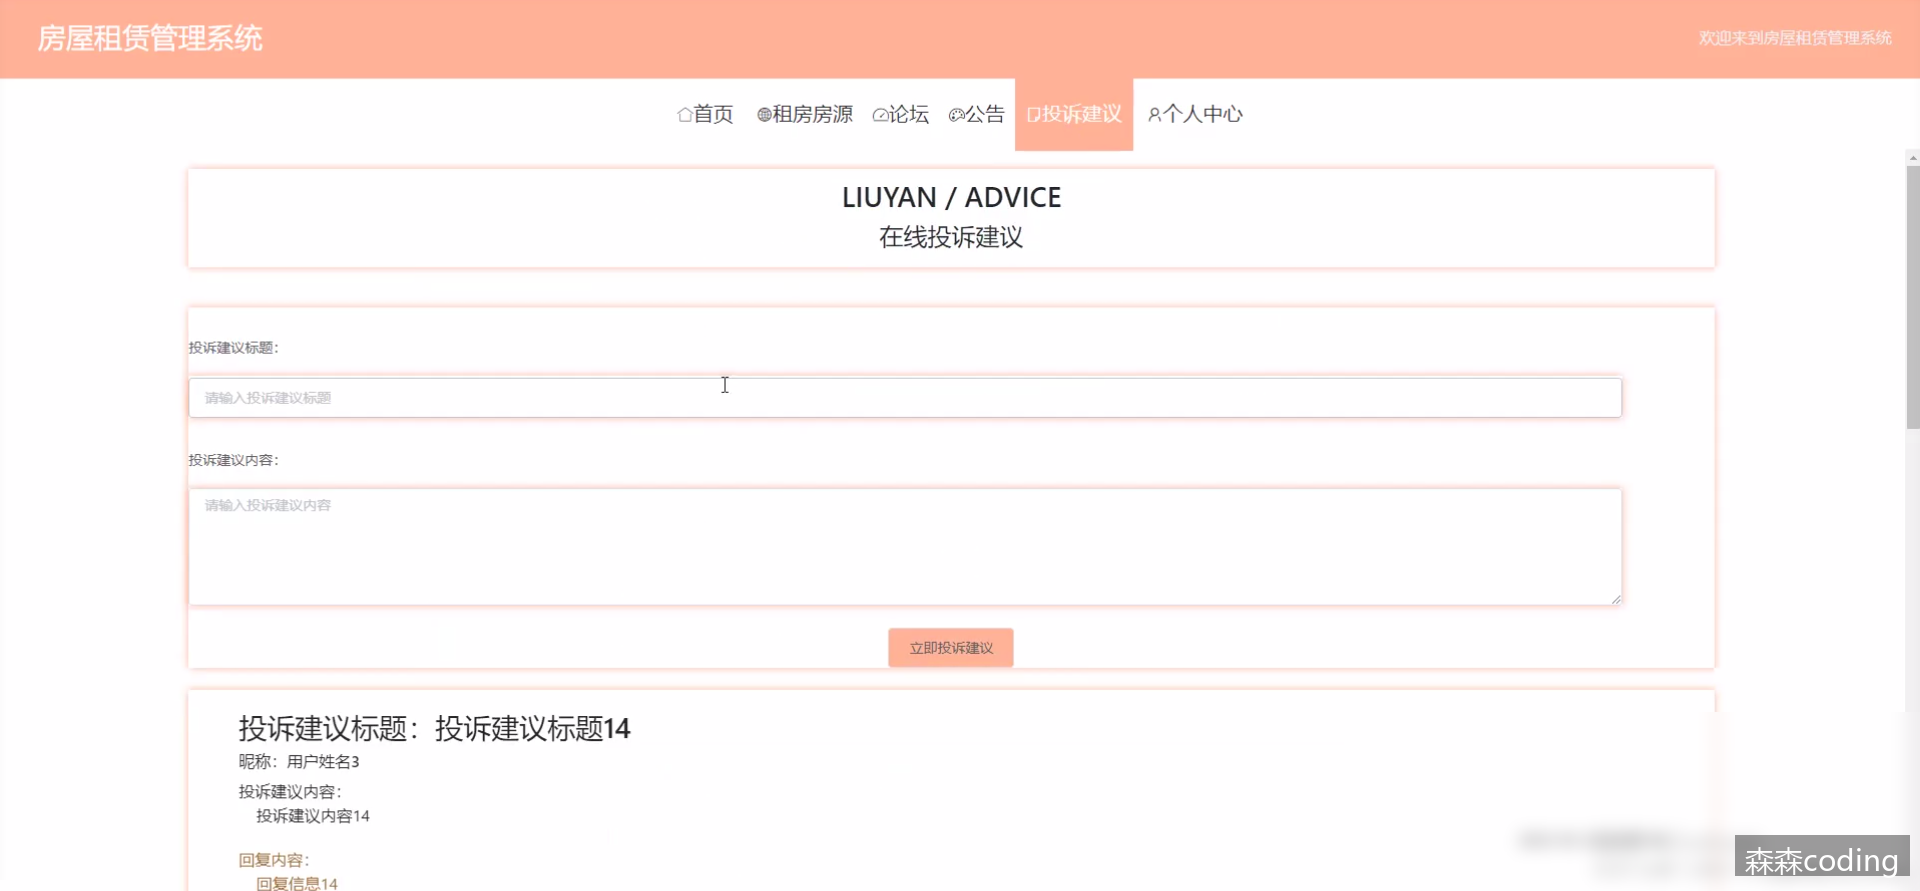 房屋租赁管理系统
欢迎来到房屋租赁管理系统
首页 租房房源 论坛 公告 投诉建议 个人中心
LIUYAN / ADVICE
在线投诉建议
投诉建议标题：
请输入投诉建议标题
投诉建议内容：
请输入投诉建议内容
立即投诉建议
投诉建议标题：投诉建议标题14
昵称：用户姓名3
投诉建议内容：
投诉建议内容14
回复内容：
回复信息14
森森coding